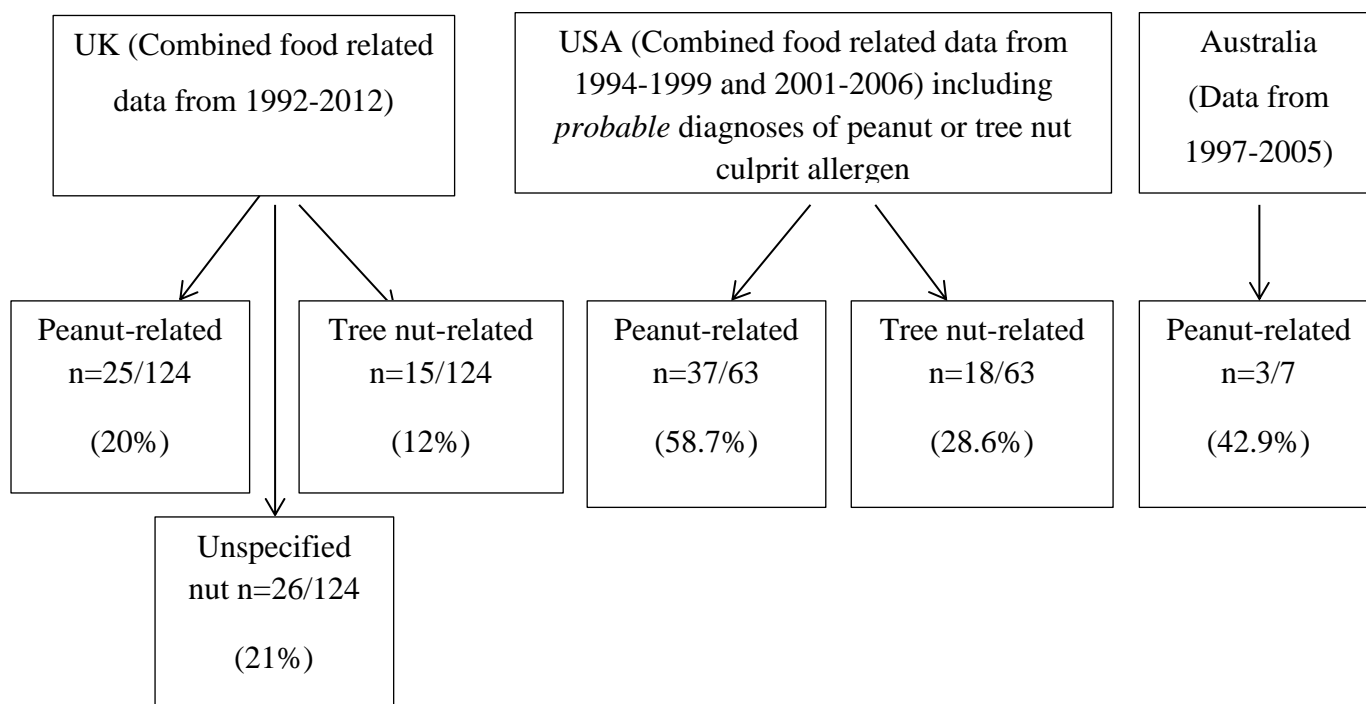 UK (Combined food related
data from 1992-2012)
USA (Combined food related data from
1994-1999 and 2001-2006) including
probable diagnoses of peanut or tree nut
culprit allergen
Australia
(Data from
1997-2005)
Peanut-related
n=25/124
(20%)
Tree nut-related
n=15/124
(12%)
Peanut-related
n=37/63
(58.7%)
Tree nut-related
n=18/63
(28.6%)
Peanut-related
n=3/7
(42.9%)
Unspecified
nut n=26/124
(21%)